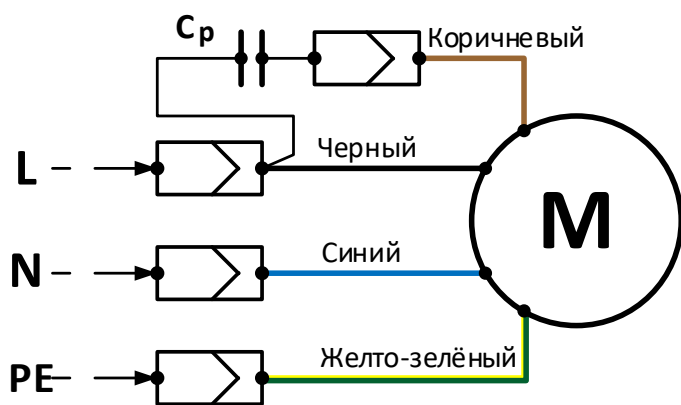 Cp
Коричневый
L
Черный
M
N
Синий
PE
Желто-зелёный